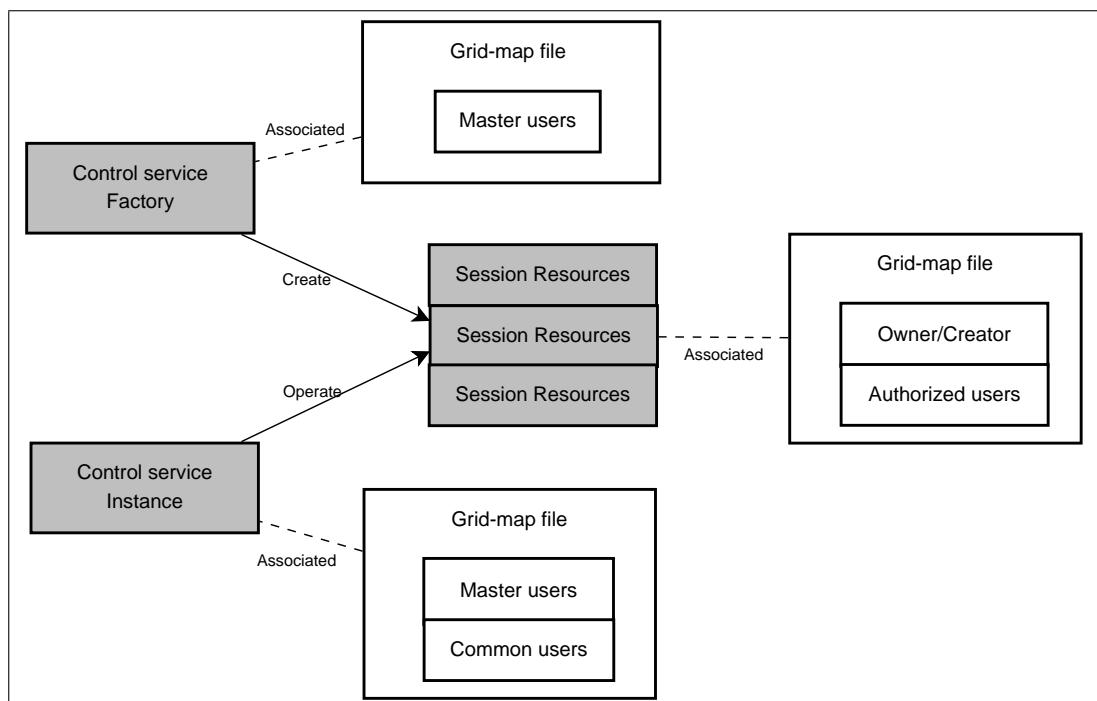 Grid-map file
Master users
Associated
Control service
Factory
Create
Session Resources
Session Resources
Session Resources
Grid-map file
Owner/Creator
Authorized users
Associated
Operate
Control service
Instance
Associated
Grid-map file
Master users
Common users